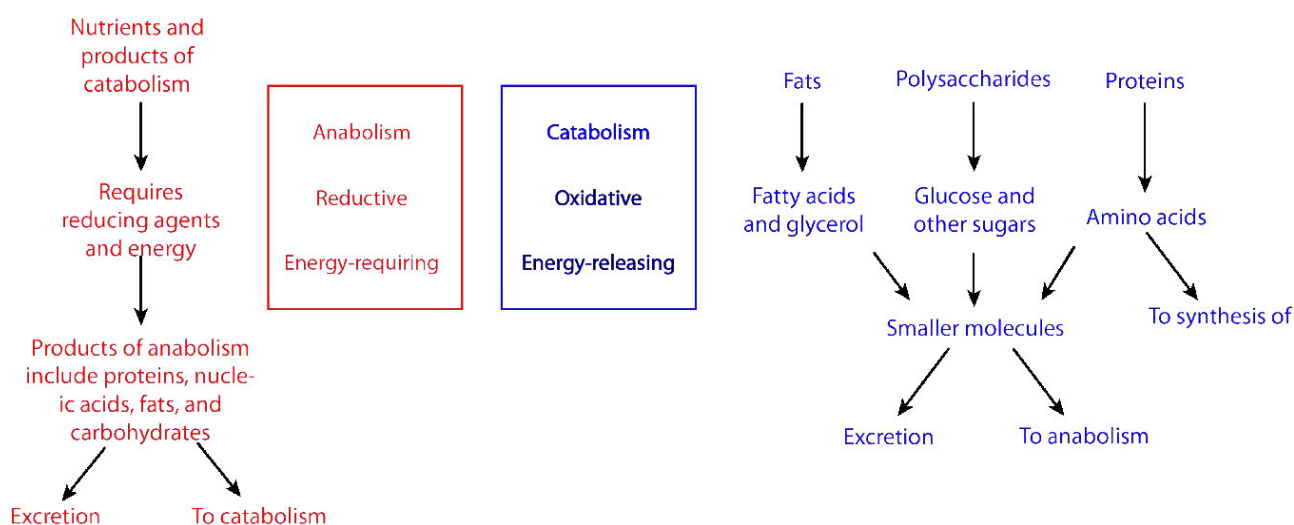 Nutrients and
products of
catabolism
Requires
reducing agents
and energy
Products of anabolism
include proteins, nucle-
ic acids, fats, and
carbohydrates
Excretion
To catabolism
Anabolism
Reductive
Energy-requiring
Catabolism
Oxidative
Energy-releasing
Fats
Polysaccharides
Proteins
Fatty acids
and glycerol
Glucose and
other sugars
Amino acids
Smaller molecules
To synthesis of
Excretion
To anabolism